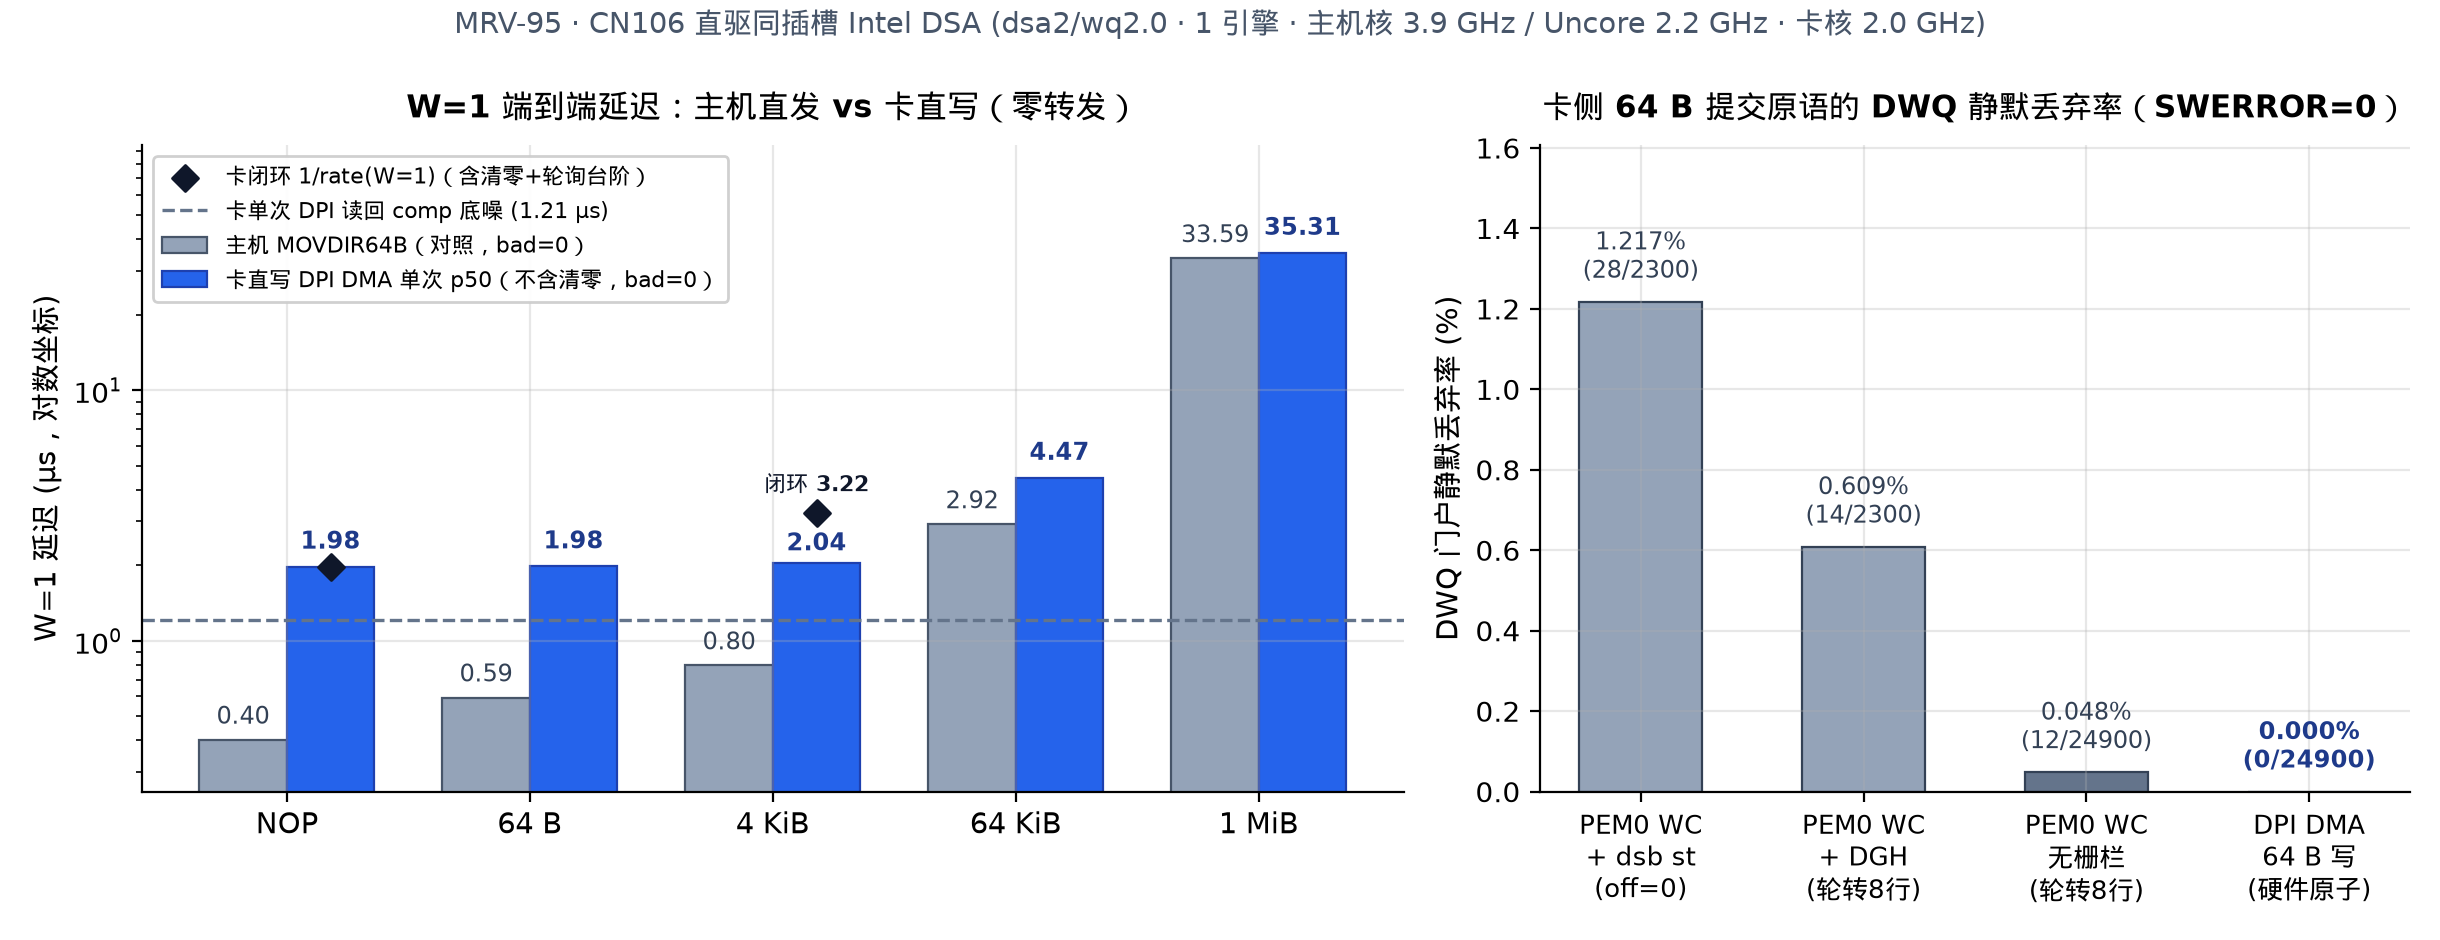 MRV-95 · CN106 直驱同插槽 Intel DSA (dsa2/wq2.0 · 1 引擎 · 主机核 3.9 GHz / Uncore 2.2 GHz · 卡核 2.0 GHz)
W=1 端到端延迟：主机直发 vs 卡直写（零转发）
卡闭环 1/rate(W=1)（含清零+轮询台阶）
卡单次 DPI 读回 comp 底噪 (1.21 µs)
主机 MOVDIR64B（对照，bad=0）
卡直写 DPI DMA 单次 p50（不含清零，bad=0）
W=1 延迟 (µs，对数坐标)
10¹
10⁰
0.40
1.98
0.59
1.98
0.80
闭环 3.22
2.04
2.92
4.47
33.59
35.31
NOP
64 B
4 KiB
64 KiB
1 MiB
卡侧 64 B 提交原语的 DWQ 静默丢弃率（SWERROR=0）
DWQ 门户静默丢弃率 (%)
1.6
1.4
1.2
1.0
0.8
0.6
0.4
0.2
0.0
1.217%
(28/2300)
0.609%
(14/2300)
0.048%
(12/24900)
0.000%
(0/24900)
PEM0 WC
+ dsb st
(off=0)
PEM0 WC
+ DGH
(轮转8行)
PEM0 WC
无栅栏
(轮转8行)
DPI DMA
64 B 写
(硬件原子)